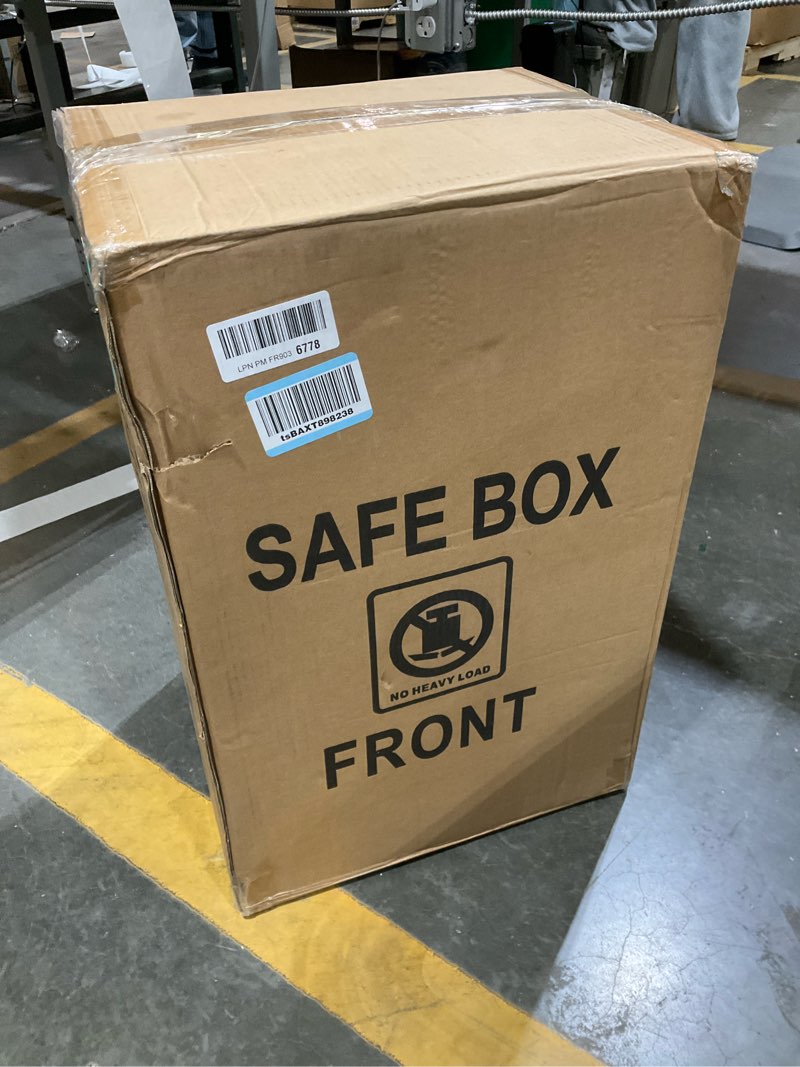 LPN PM FR903 6778
tsBAXT898238
SAFE BOX
NO HEAVY LOAD
FRONT